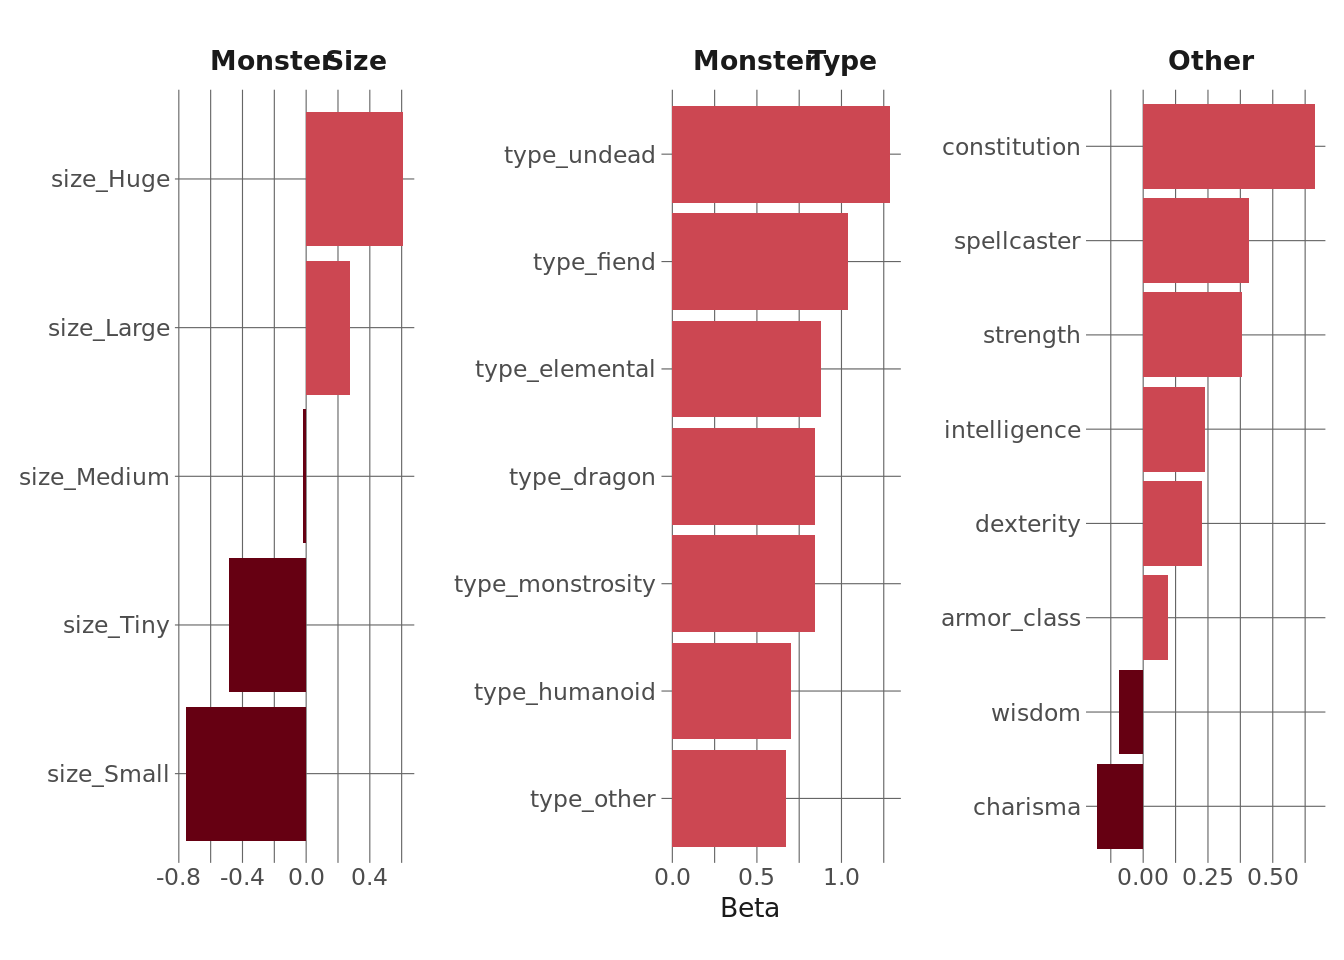 Monster Size
size_Huge
size_Large
size_Medium
size_Tiny
size_Small
-0.8 -0.4 0.0 0.4
Monster Type
type_undead
type_fiend
type_elemental
type_dragon
type_monstrosity
type_humanoid
type_other
0.0 0.5 1.0
Beta
Other
constitution
spellcaster
strength
intelligence
dexterity
armor_class
wisdom
charisma
0.00 0.25 0.50